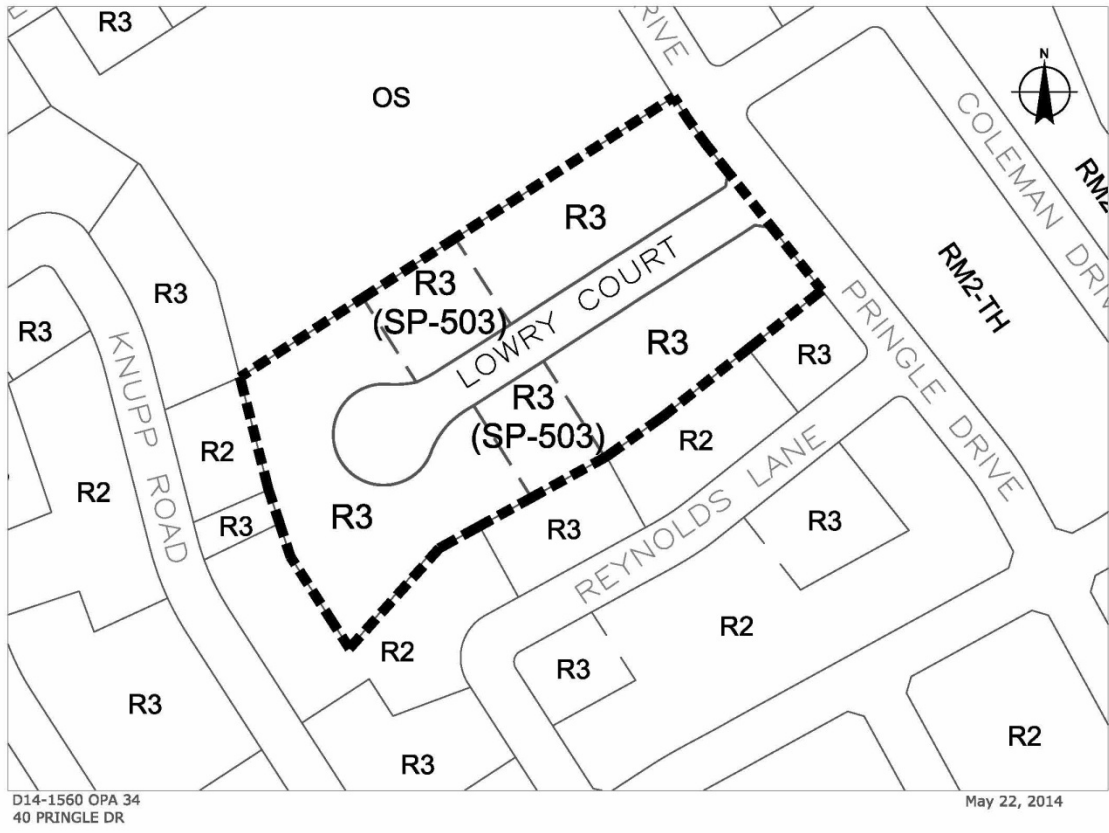 R3
OS
DRIVE
N
COLEMAN DRIVE
R3
R3
R3
(SP-503)
LOWRY COURT
RM2-TH
R3
KNUPP ROAD
R3
R3
PRINGLE DRIVE
R3
(SP-503)
R2
R2
R2
REYNOLDS LANE
R3
R3
R3
R3
R2
R2
R3
R3
R2
R3
D14-1560 OPA 34
40 PRINGLE DR
May 22, 2014